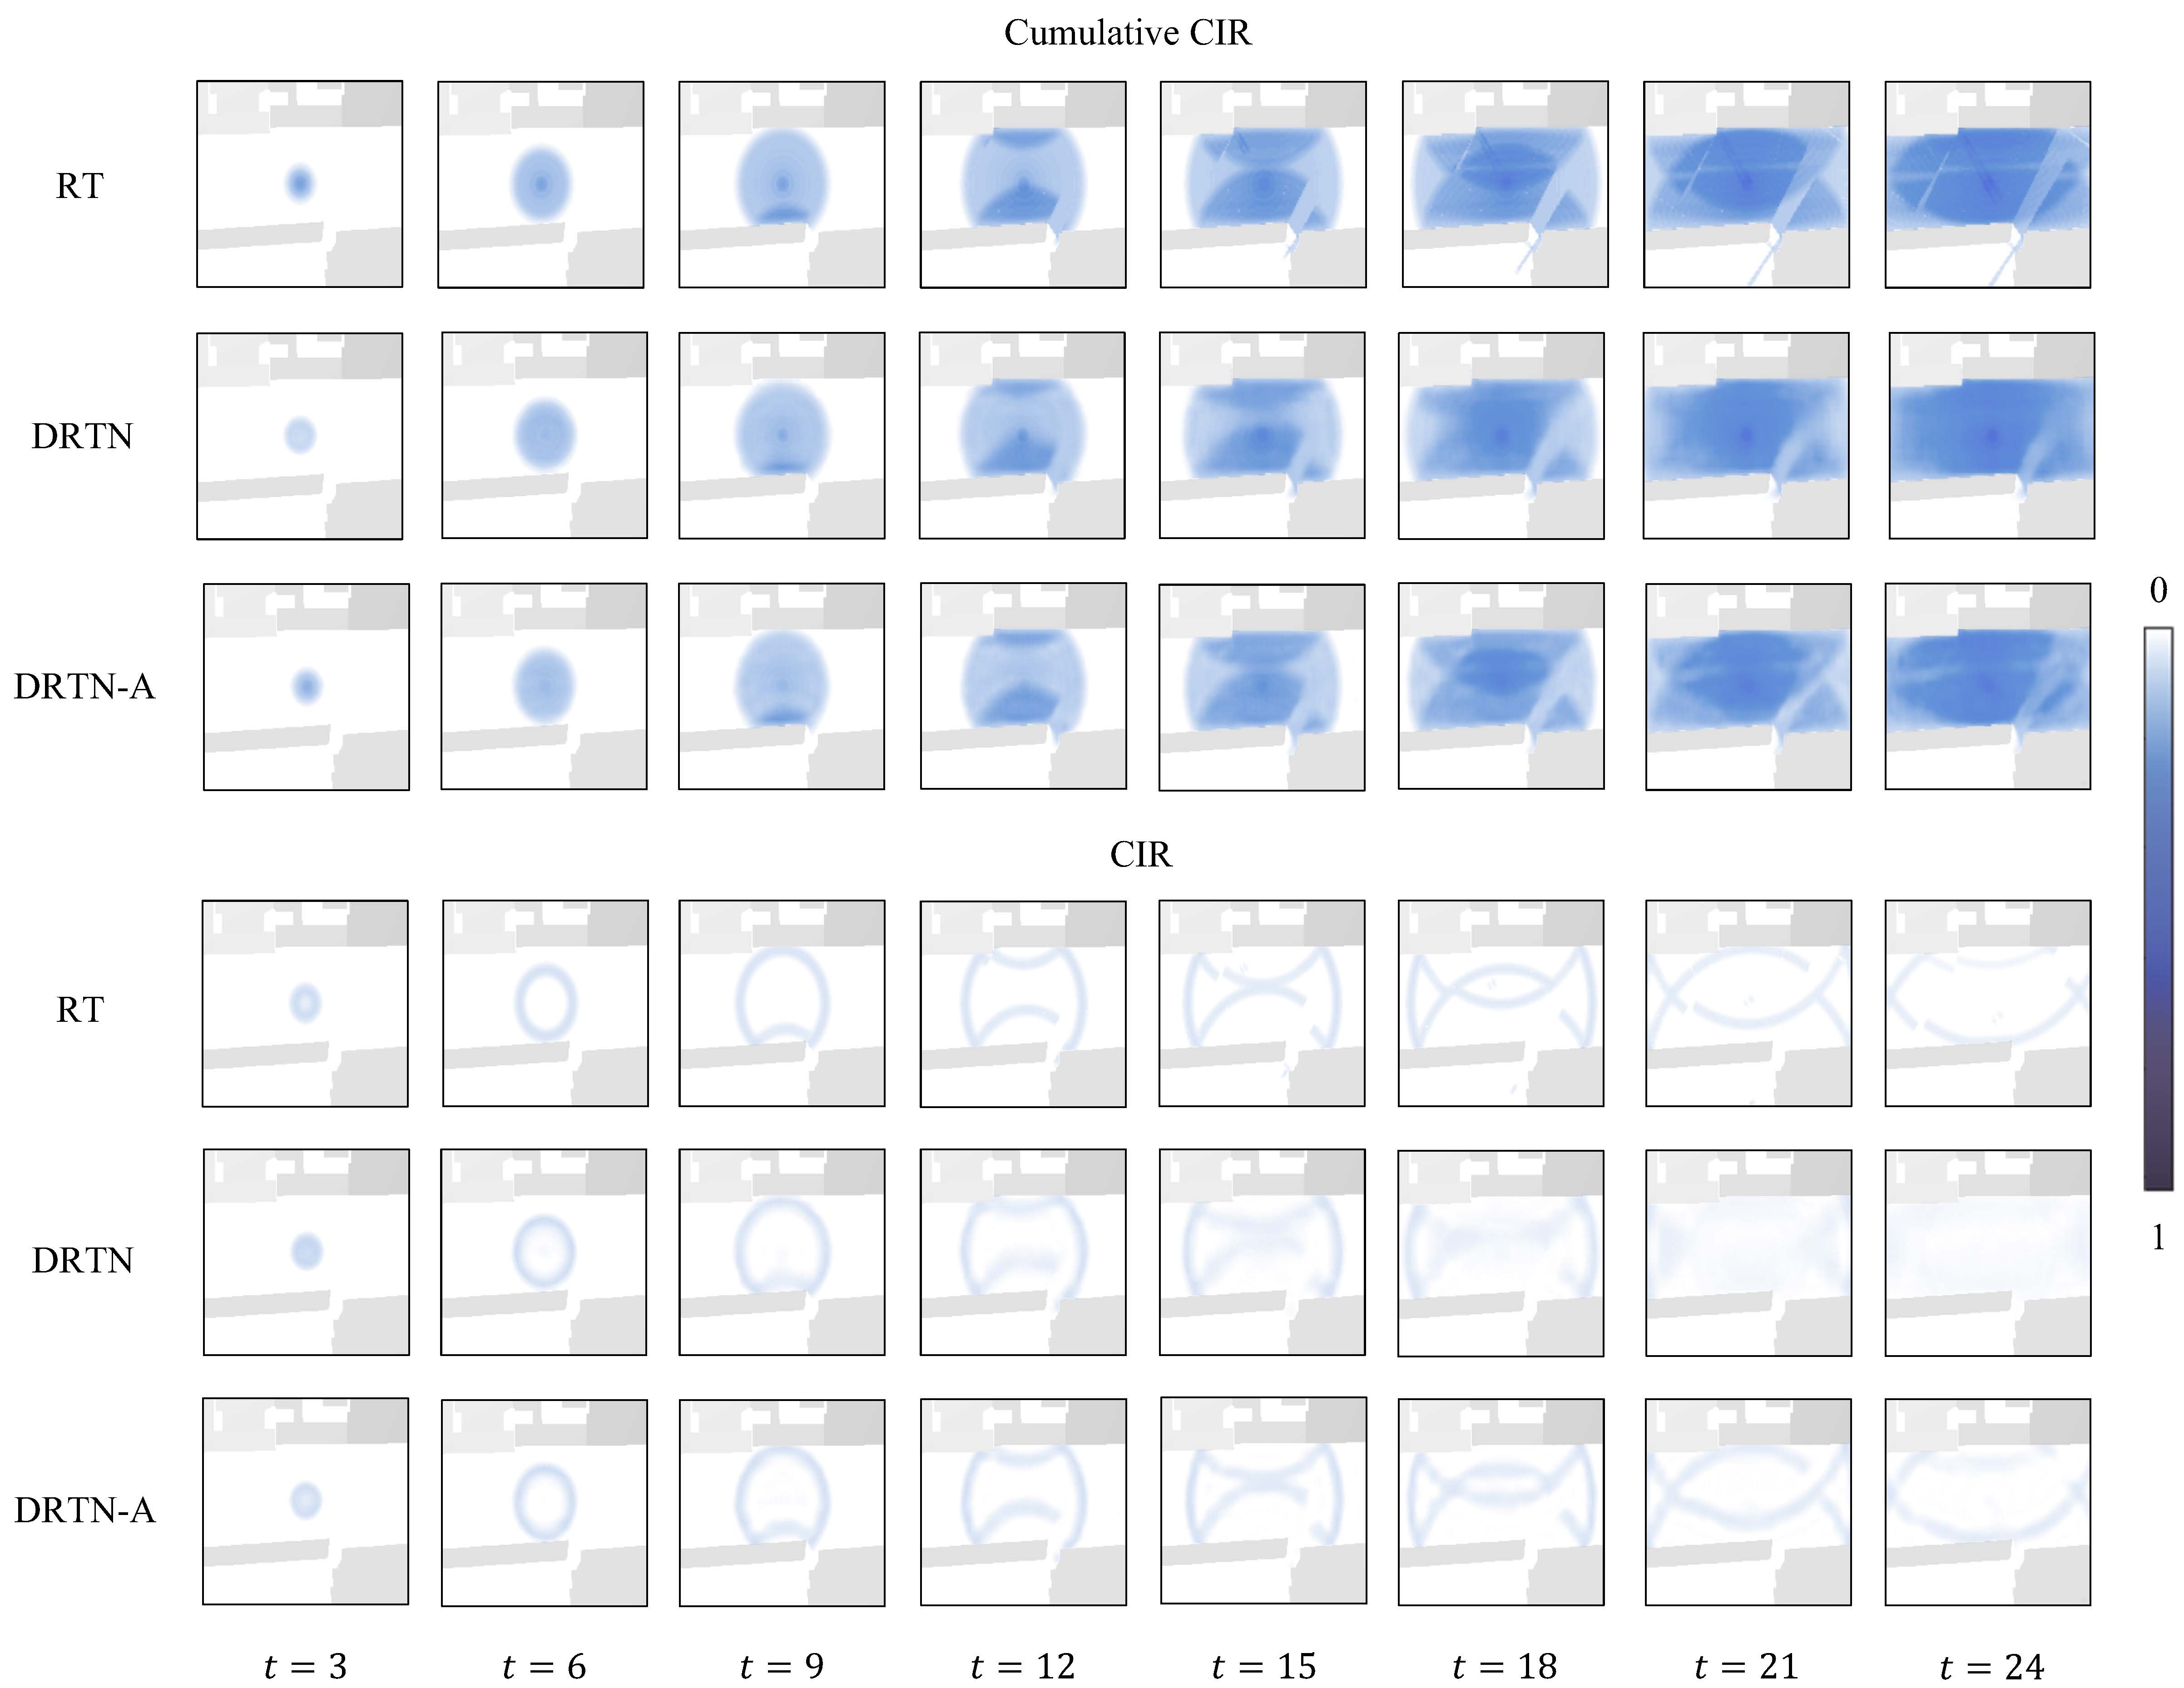 Cumulative CIR
RT
DRTN
DRTN-A
0
CIR
RT
DRTN
1
DRTN-A
t = 3 t = 6 t = 9 t = 12 t = 15 t = 18 t = 21 t = 24